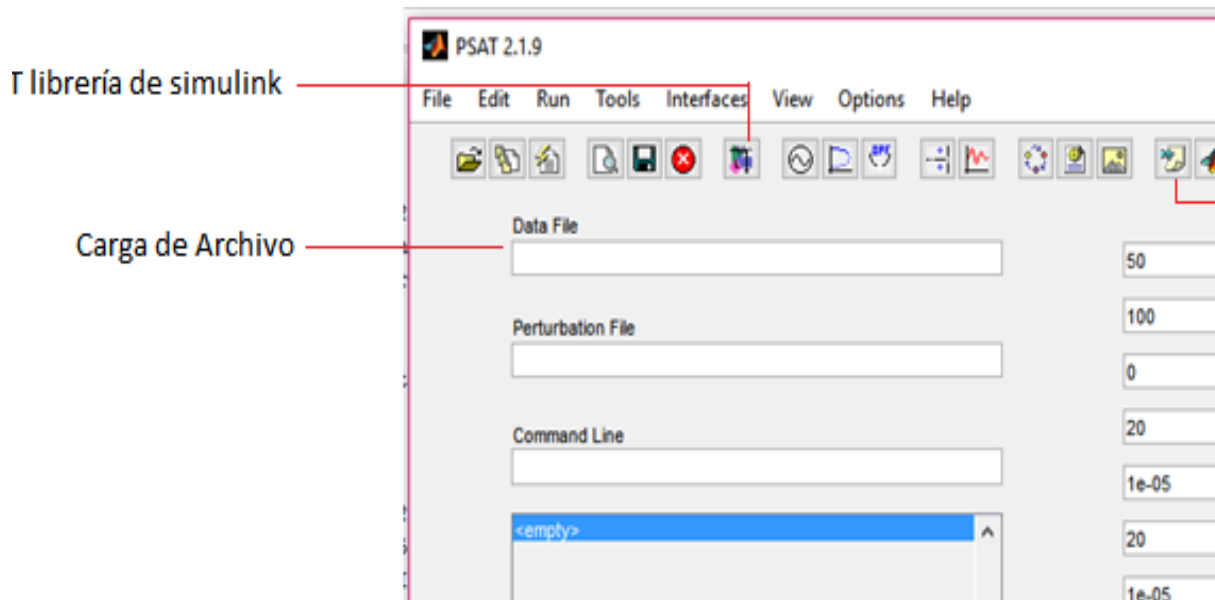 PSAT 2.1.9
T librería de simulink
File Edit Run Tools Interfaces View Options Help
Data File
Carga de Archivo
50
Perturbation File
100
0
Command Line
20
1e-05
<empty>
20
1e-05